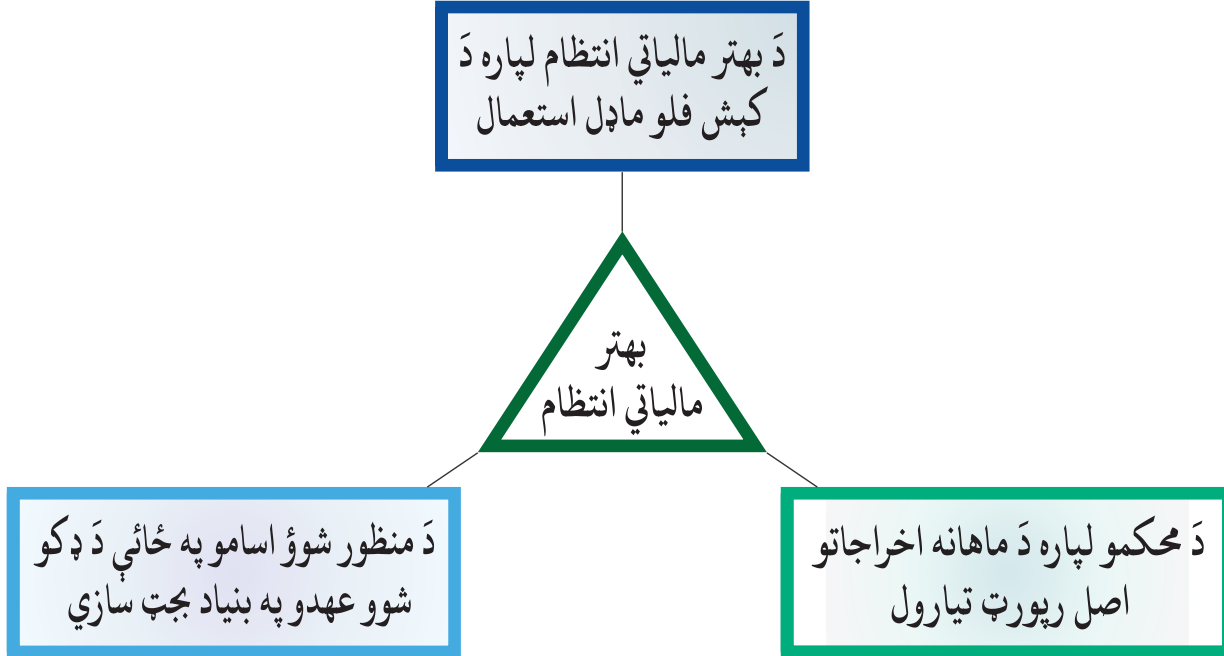 دَ بهتر مالياتي انتظام لپاره دَ
کېش فلو ماډل استعمال
بهتر
مالياتي انتظام
دَ محکمو لپاره دَ ماهانه اخراجاتو
اصل رپورټ تيارول
دَ منظور شوؤ اسامو په ځائې دَ ډکو
شوو عهدو په بنياد بجټ سازي